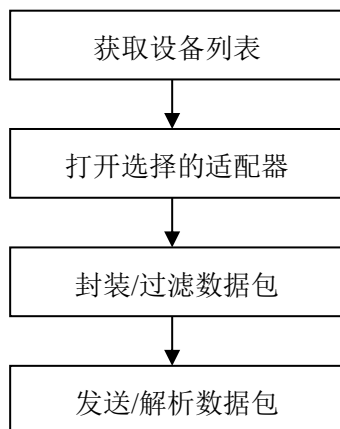 获取设备列表
打开选择的适配器
封装/过滤数据包
发送/解析数据包